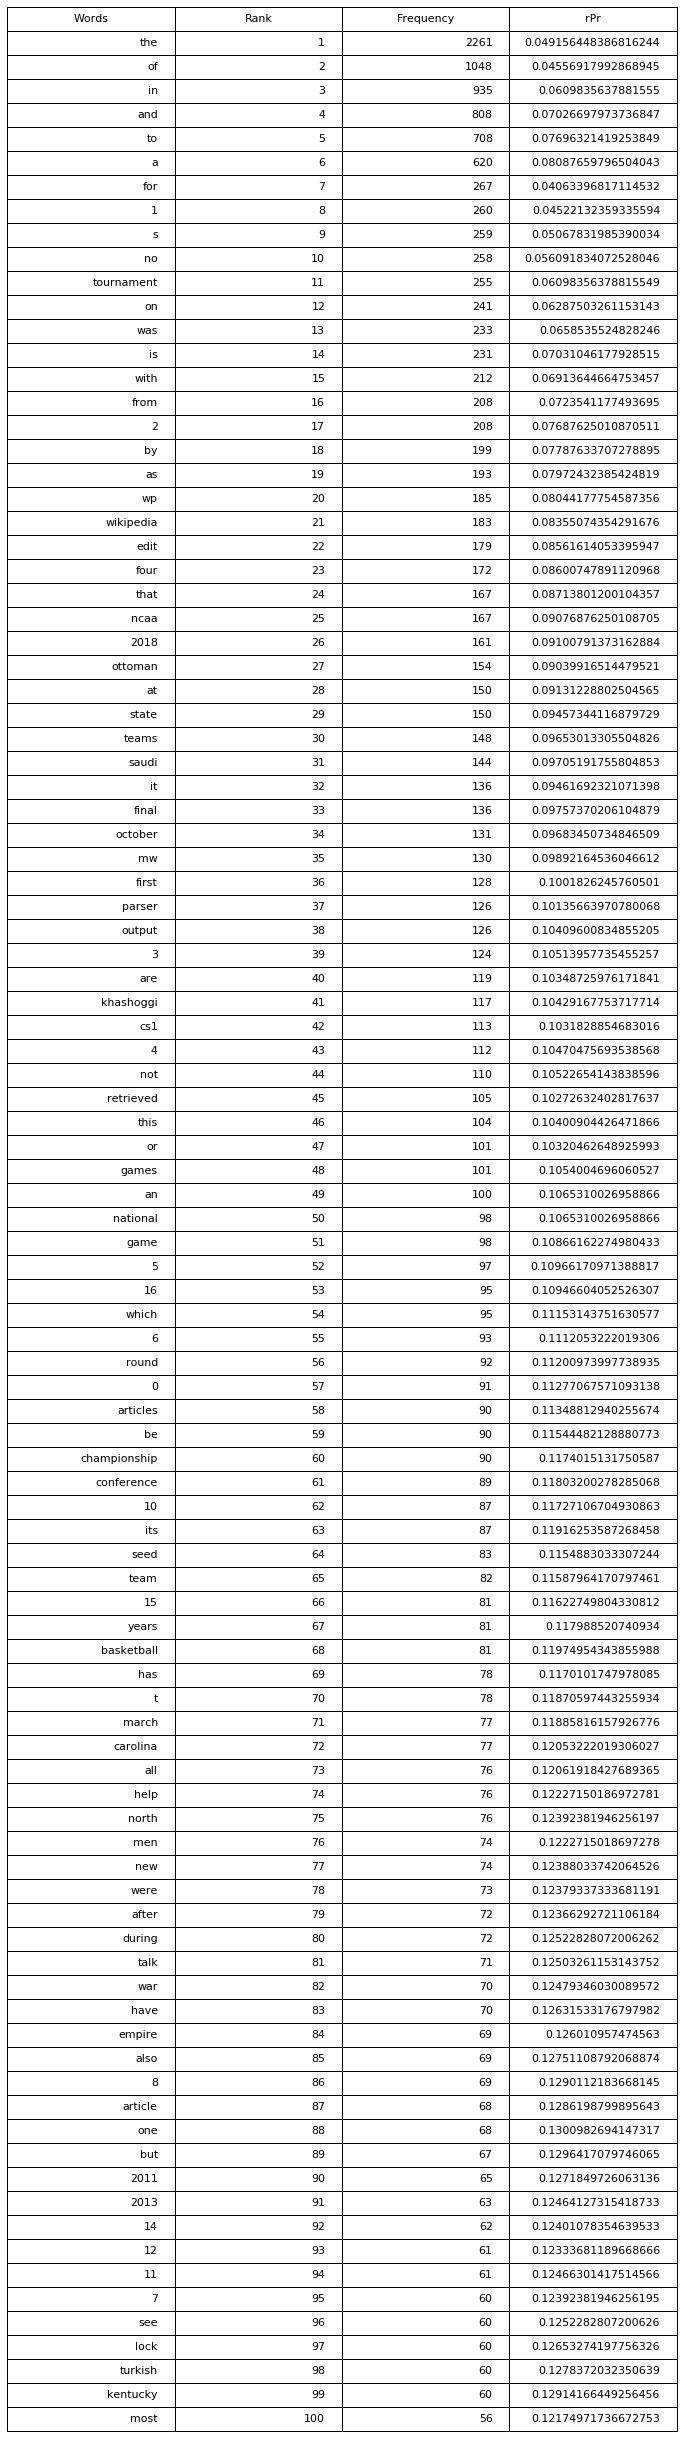 Words Rank Frequency rPr
the 1 2261 0.049156448386816244
of 2 1048 0.04556917992868945
in 3 935 0.0609835637881555
and 4 808 0.07026697973736847
to 5 708 0.07696321419253849
a 6 620 0.08087659796504043
for 7 267 0.04063396817114532
1 8 260 0.04522132359335594
s 9 259 0.05067831985390034
no 10 258 0.056091834072528046
tournament 11 255 0.06098356378815549
on 12 241 0.06287503261153143
was 13 233 0.0658535524828246
is 14 231 0.07031046177928515
with 15 212 0.06913644664753457
from 16 208 0.0723541177493695
2 17 208 0.07687625010870511
by 18 199 0.07787633707278895
as 19 193 0.07972432385424819
wp 20 185 0.08044177754587356
wikipedia 21 183 0.08355074354291676
edit 22 179 0.08561614053395947
four 23 172 0.08600747891120968
that 24 167 0.08713801200104357
ncaa 25 167 0.09076876250108705
2018 26 161 0.09100791373162884
ottoman 27 154 0.09039916514479521
at 28 150 0.09131228802504565
state 29 150 0.09457344116879729
teams 30 148 0.09653013305504826
saudi 31 144 0.09705191755804853
it 32 136 0.09461692321071398
final 33 136 0.09757370206104879
october 34 131 0.09683450734846509
mw 35 130 0.09892164536046612
first 36 128 0.1001826245760501
parser 37 126 0.10135663970780068
output 38 126 0.10409600834855205
3 39 124 0.10513957735455257
are 40 119 0.10348725976171841
khashoggi 41 117 0.10429167753717714
cs1 42 113 0.1031828854683016
4 43 112 0.10470475693538568
not 44 110 0.10522654143838596
retrieved 45 105 0.10272632402817637
this 46 104 0.10400904426471866
or 47 101 0.10320462648925993
games 48 101 0.1054004696060527
an 49 100 0.1065310026958866
national 50 98 0.1065310026958866
game 51 98 0.10866162274980433
5 52 97 0.10966170971388817
16 53 95 0.10946604052526307
which 54 95 0.11153143751630577
6 55 93 0.1112053222019306
round 56 92 0.11200973997738935
0 57 91 0.11277067571093138
articles 58 90 0.11348812940255674
be 59 90 0.11544482128880773
championship 60 90 0.1174015131750587
conference 61 89 0.11803200278285068
10 62 87 0.11727106704930863
its 63 87 0.11916253587268458
seed 64 83 0.1154883033307244
team 65 82 0.11587964170797461
15 66 81 0.11622749804330812
years 67 81 0.117988520740934
basketball 68 81 0.11974954343855988
has 69 78 0.1170101747978085
t 70 78 0.11870597443255934
march 71 77 0.11885816157926776
carolina 72 77 0.12053222019306027
all 73 76 0.12061918427689365
help 74 76 0.12227150186972781
north 75 76 0.12392381946256197
men 76 74 0.1222715018697278
new 77 74 0.12388033742064526
were 78 73 0.12379337333681191
after 79 72 0.12366292721106184
during 80 72 0.12522828072006262
talk 81 71 0.12503261153143752
war 82 70 0.12479346030089572
have 83 70 0.12631533176797982
empire 84 69 0.126010957474563
also 85 69 0.12751108792068874
8 86 69 0.1290112183668145
article 87 68 0.1286198799895643
one 88 68 0.1300982694147317
but 89 67 0.1296417079746065
2011 90 65 0.1271849726063136
2013 91 63 0.12464127315418733
14 92 62 0.12401078354639533
12 93 61 0.12333681189668666
11 94 61 0.12466301417514566
7 95 60 0.12392381946256195
see 96 60 0.1252282807200626
lock 97 60 0.12653274197756326
turkish 98 60 0.1278372032350639
kentucky 99 60 0.12914166449256456
most 100 56 0.12174971736672753